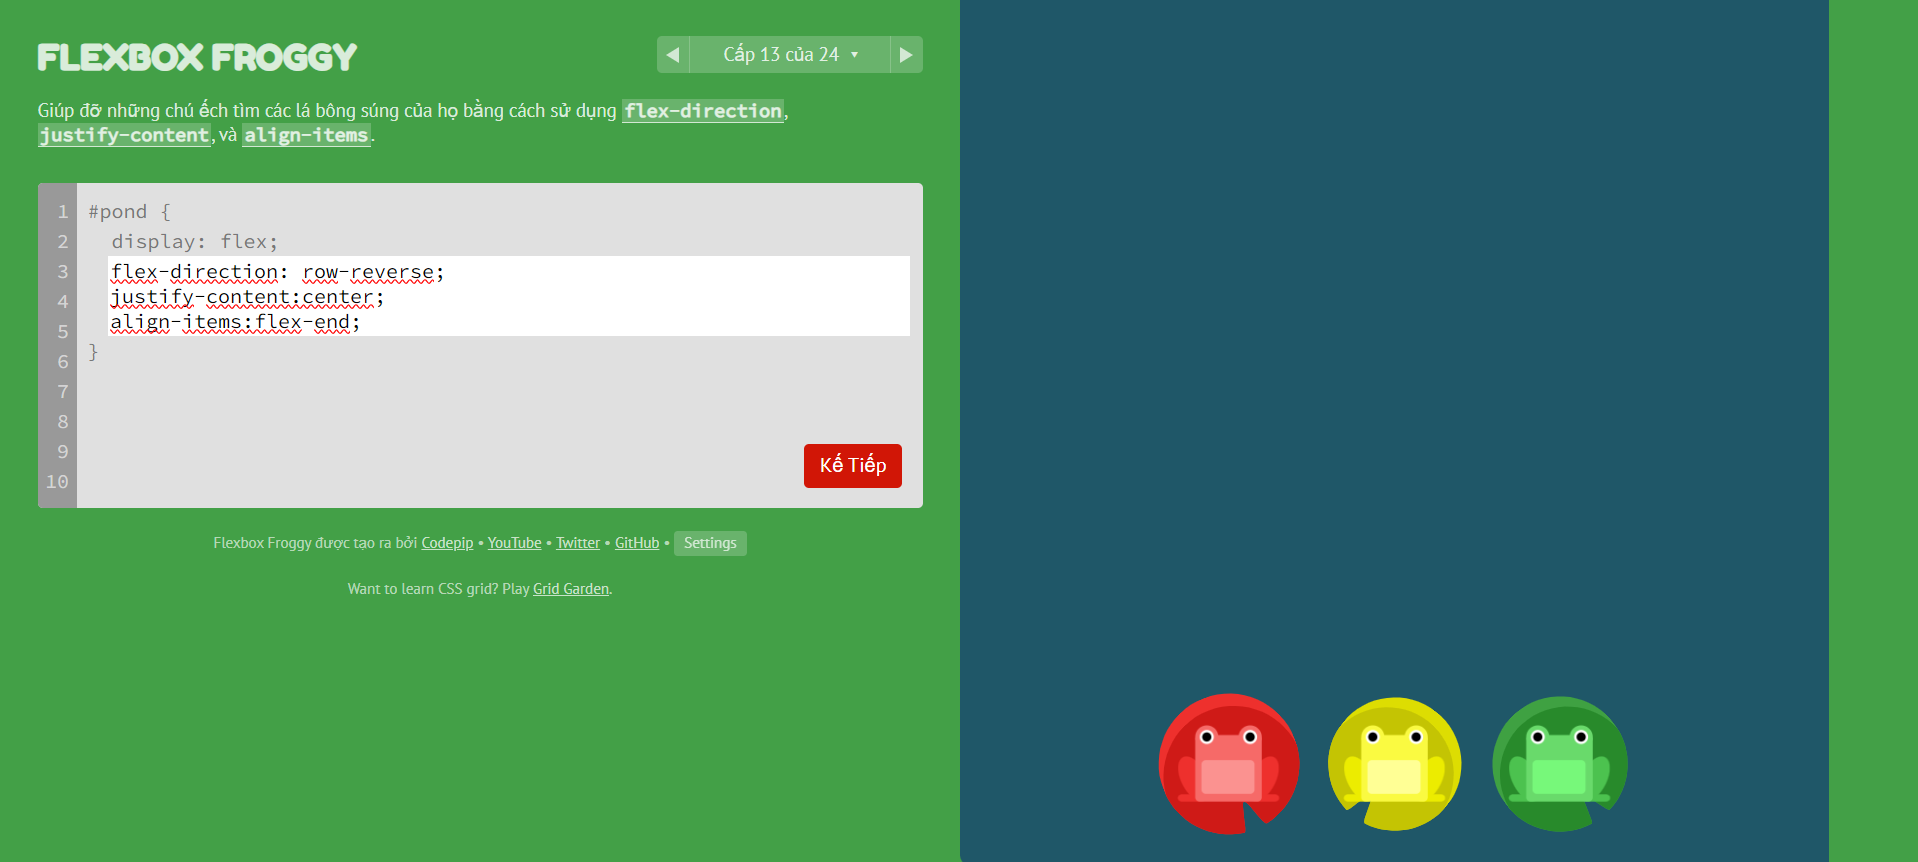 FLEXBOX FROGGY
Cấp 13 của 24
Giúp đỡ những chú ếch tìm các lá bông súng của họ bằng cách sử dụng flex-direction,
justify-content, và align-items.
1 #pond {
2 display: flex;
3 flex-direction: row-reverse;
4 justify-content:center;
5 align-items:flex-end;
6 }
7
8
9
10
Kế Tiếp
Flexbox Froggy được tạo ra bởi Codepip • YouTube • Twitter • GitHub • Settings
Want to learn CSS grid? Play Grid Garden.